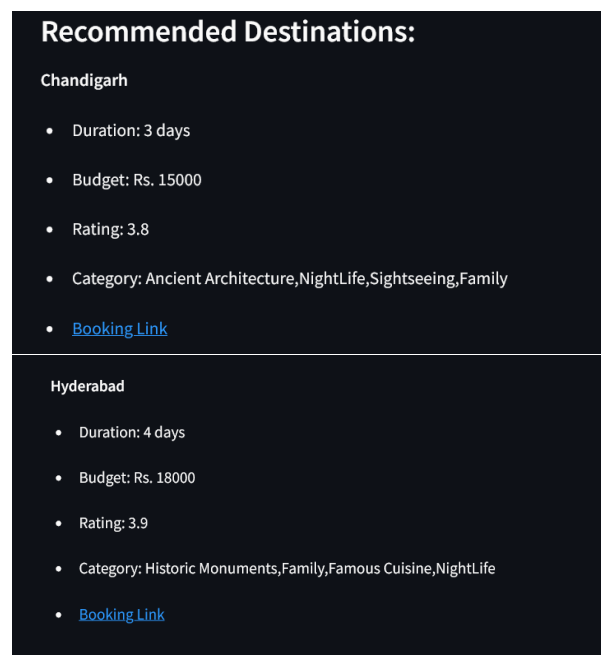 Recommended Destinations:
Chandigarh
• Duration: 3 days
• Budget: Rs. 15000
• Rating: 3.8
• Category: Ancient Architecture,NightLife,Sightseeing,Family
• Booking Link
Hyderabad
• Duration: 4 days
• Budget: Rs. 18000
• Rating: 3.9
• Category: Historic Monuments,Family,Famous Cuisine,NightLife
• Booking Link